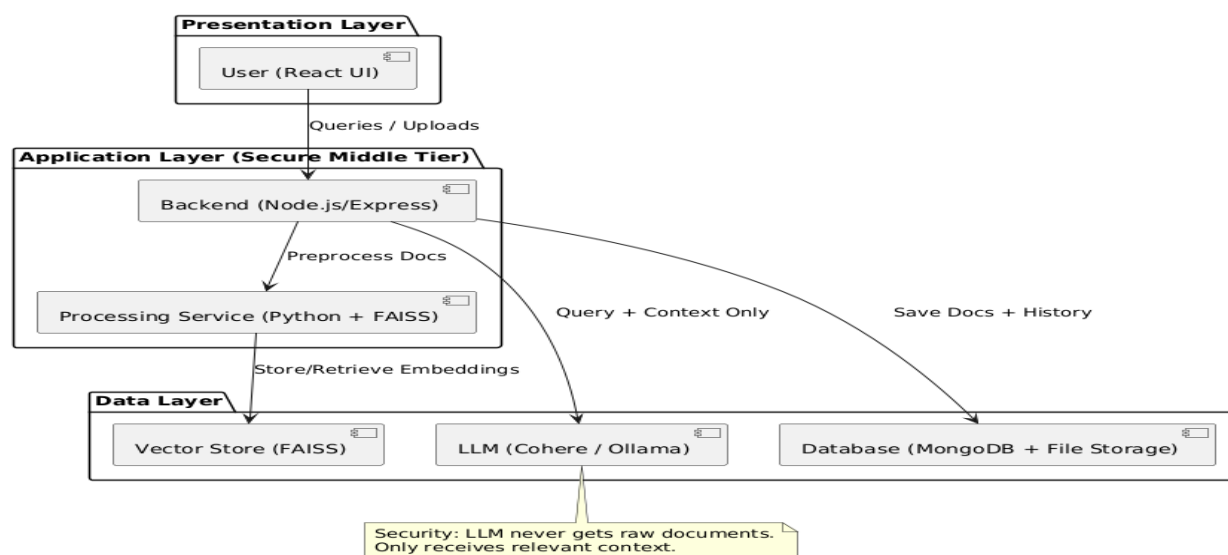 Presentation Layer
User (React UI)
Queries / Uploads
Application Layer (Secure Middle Tier)
Backend (Node.js/Express)
Preprocess Docs
Processing Service (Python + FAISS)
Query + Context Only
Save Docs + History
Store/Retrieve Embeddings
Data Layer
Vector Store (FAISS)
LLM (Cohere / Ollama)
Database (MongoDB + File Storage)
Security: LLM never gets raw documents.
Only receives relevant context.